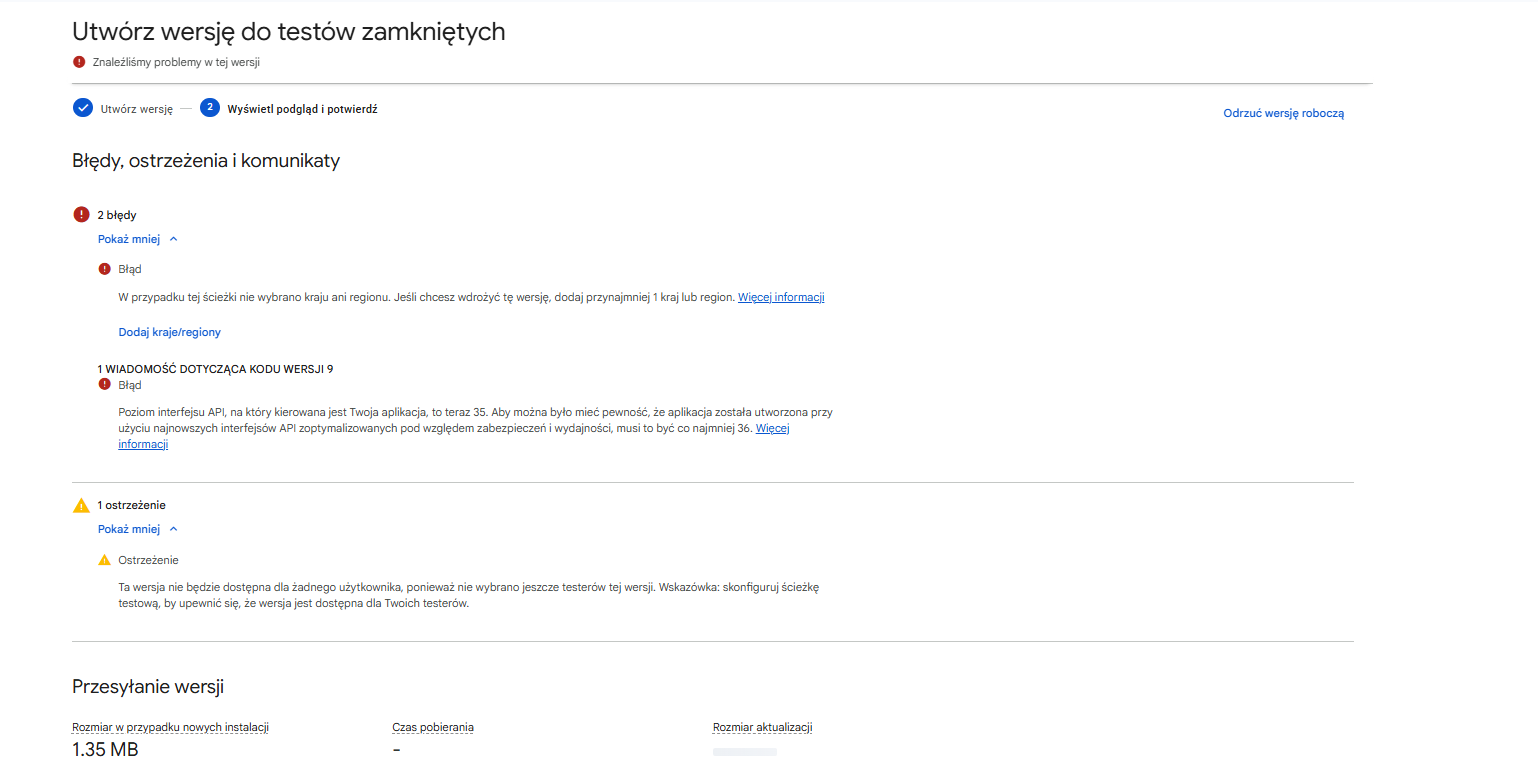 Utwórz wersję do testów zamkniętych
Znaleźliśmy problemy w tej wersji
Utwórz wersję — 2 Wyświetl podgląd i potwierdź
Odrzuć wersję roboczą
Błędy, ostrzeżenia i komunikaty
2 błędy
Pokaż mniej
Błąd
W przypadku tej ścieżki nie wybrano kraju ani regionu. Jeśli chcesz wdrożyć tę wersję, dodaj przynajmniej 1 kraj lub region. Więcej informacji
Dodaj kraje/regiony
1 WIADOMOŚĆ DOTYCZĄCA KODU WERSJI 9
Błąd
Poziom interfejsu API, na który kierowana jest Twoja aplikacja, to teraz 35. Aby można było mieć pewność, że aplikacja została utworzona przy
użyciu najnowszych interfejsów API zoptymalizowanych pod względem zabezpieczeń i wydajności, musi to być co najmniej 36. Więcej
informacji
1 ostrzeżenie
Pokaż mniej
Ostrzeżenie
Ta wersja nie będzie dostępna dla żadnego użytkownika, ponieważ nie wybrano jeszcze testerów tej wersji. Wskazówka: skonfiguruj ścieżkę
testową, by upewnić się, że wersja jest dostępna dla Twoich testerów.
Przesyłanie wersji
Rozmiar w przypadku nowych instalacji
1.35 MB
Czas pobierania
–
Rozmiar aktualizacji